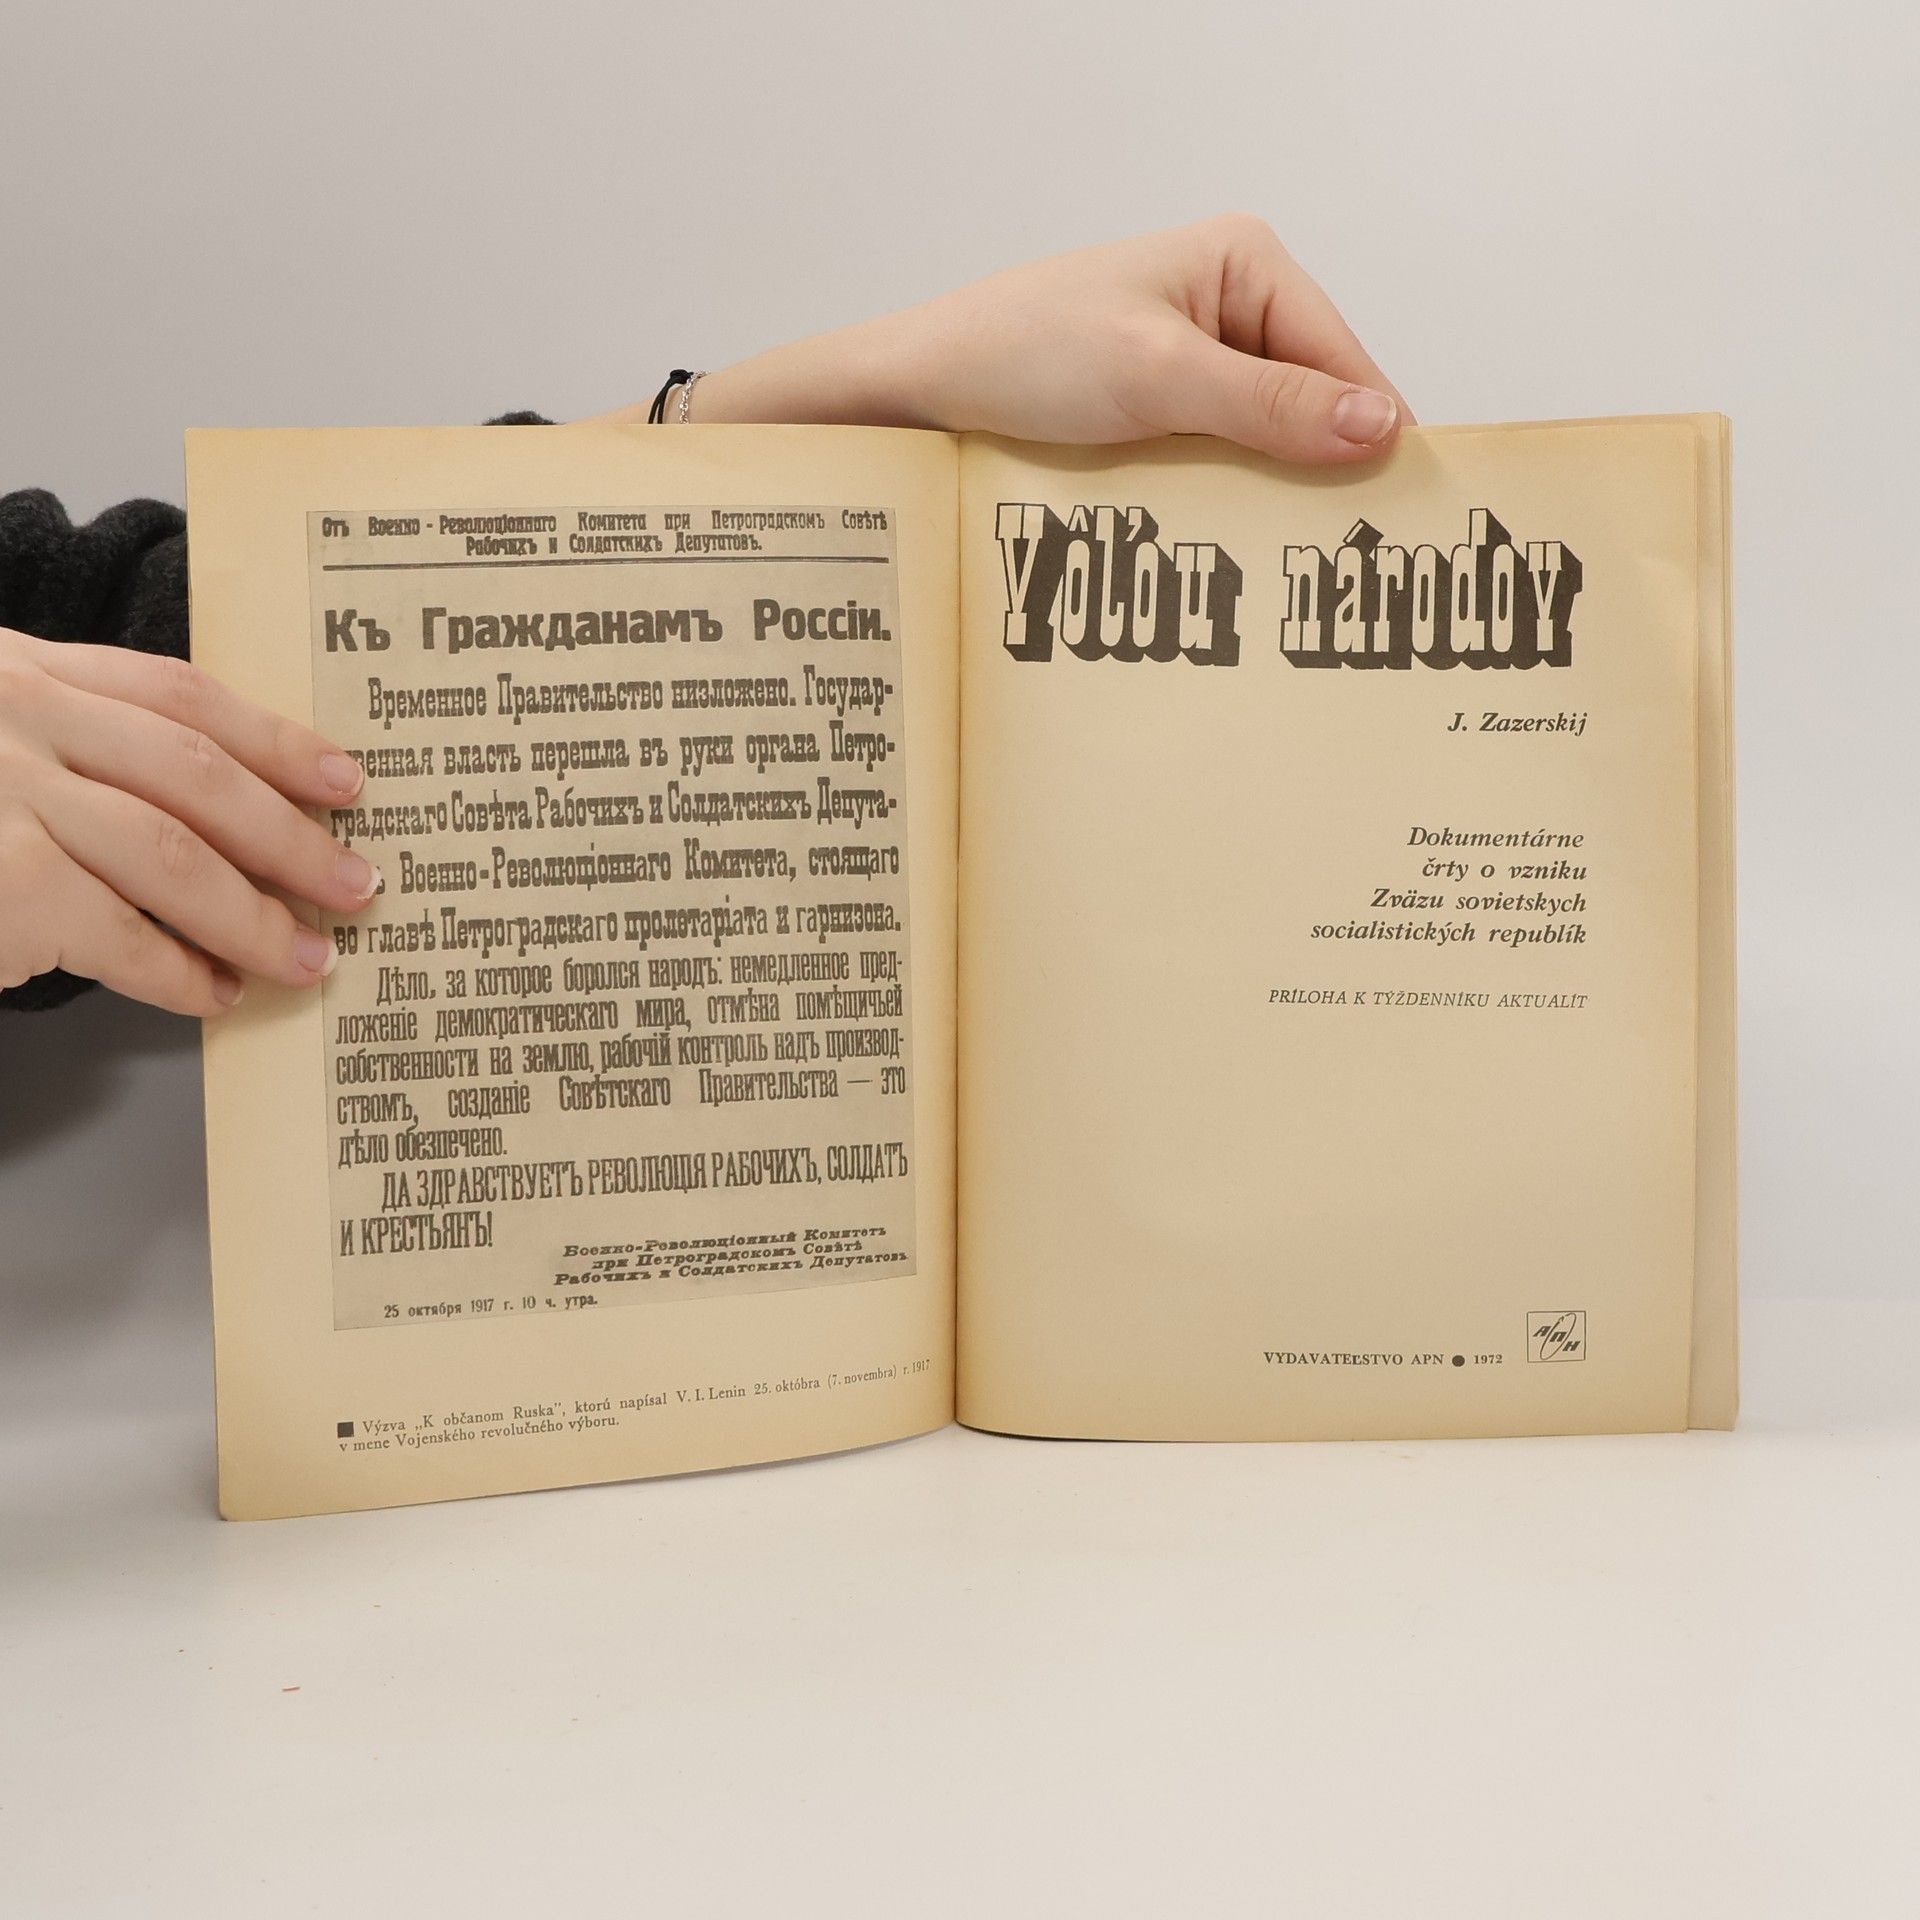 Отъ Военно-Революціоннаго Комитета при Петроградскомъ Совѣтѣ
Рабочихъ и Солдатскихъ Депутатовъ.
Къ Гражданамъ Россіи.
Временное Правительство низложено. Государ-
венная власть перешла въ руки органа Петро-
градскаго Совѣта Рабочихъ и Солдатскихъ Депута-
Военно-Революціоннаго Комитета, стоящаго
во главѣ Петроградскаго пролетаріата и гарнизона.
Дѣло, за которое боролся народъ: немедленное пред-
ложеніе демократическаго мира, отмѣна помѣщичьей
собственности на землю, рабочій контроль надъ производ-
ствомъ, созданіе Совѣтскаго Правительства — это
дѣло обезпечено.
ДА ЗДРАВСТВУЕТЪ РЕВОЛЮЦІЯ РАБОЧИХЪ, СОЛДАТЪ
И КРЕСТЬЯНЪ!
Военно-Революціонный Комитетъ
при Петроградскомъ Совѣтѣ
Рабочихъ и Солдатскихъ Депутатовъ.
25 октября 1917 г. 10 ч. утра.
■ Výzva „K občanom Ruska", ktorú napísal V. I. Lenin 25. októbra (7. novembra) r. 1917
v mene Vojenského revolučného výboru.
Vôľou národov
J. Zazerskij
Dokumentárne
črty o vzniku
Zväzu sovietskych
socialistických republík
PRÍLOHA K TÝŽDENNÍKU AKTUALÍT
VYDAVATEĽSTVO APN ● 1972
АПН